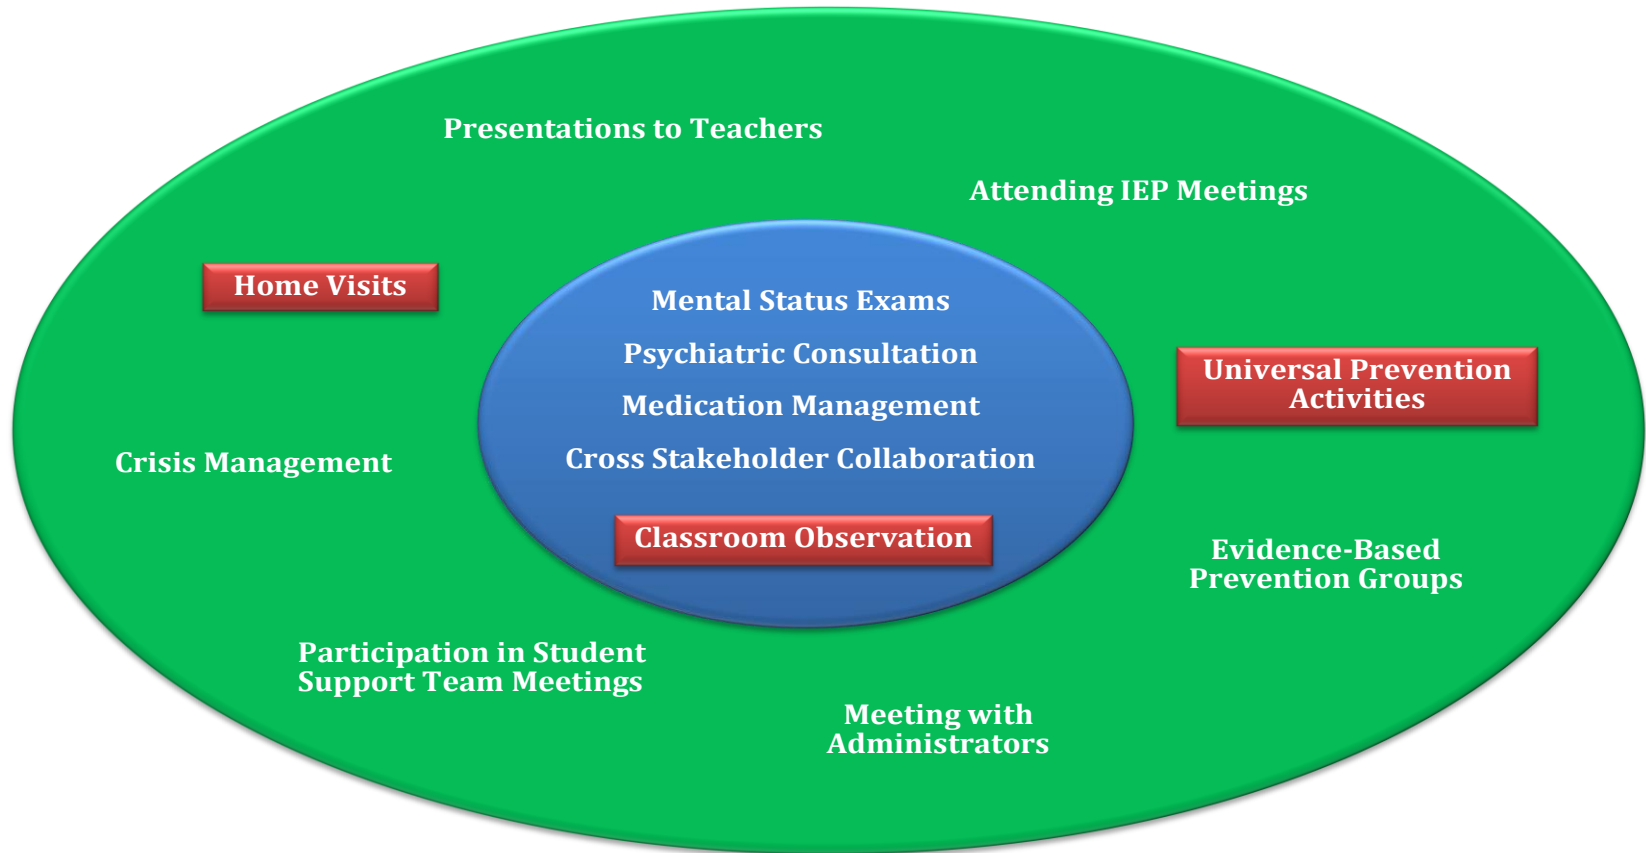 Presentations to Teachers
Attending IEP Meetings
Home Visits
Mental Status Exams
Psychiatric Consultation
Medication Management
Cross Stakeholder Collaboration
Classroom Observation
Universal Prevention
Activities
Crisis Management
Evidence-Based
Prevention Groups
Participation in Student
Support Team Meetings
Meeting with
Administrators